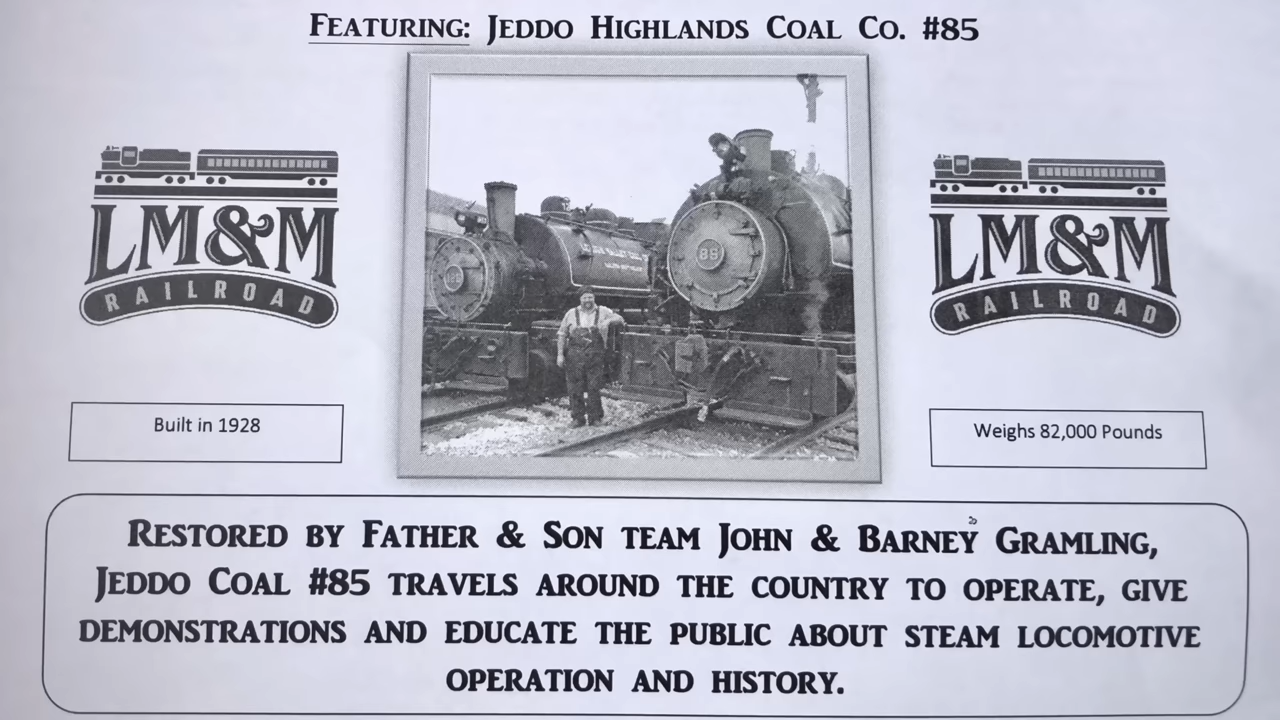 Featuring: Jeddo Highlands Coal Co. #85
LM&M
RAILROAD
LM&M
RAILROAD
Built in 1928
Weighs 82,000 Pounds
Restored by Father & Son team John & Barney Gramling,
Jeddo Coal #85 travels around the country to operate, give
demonstrations and educate the public about steam locomotive
operation and history.